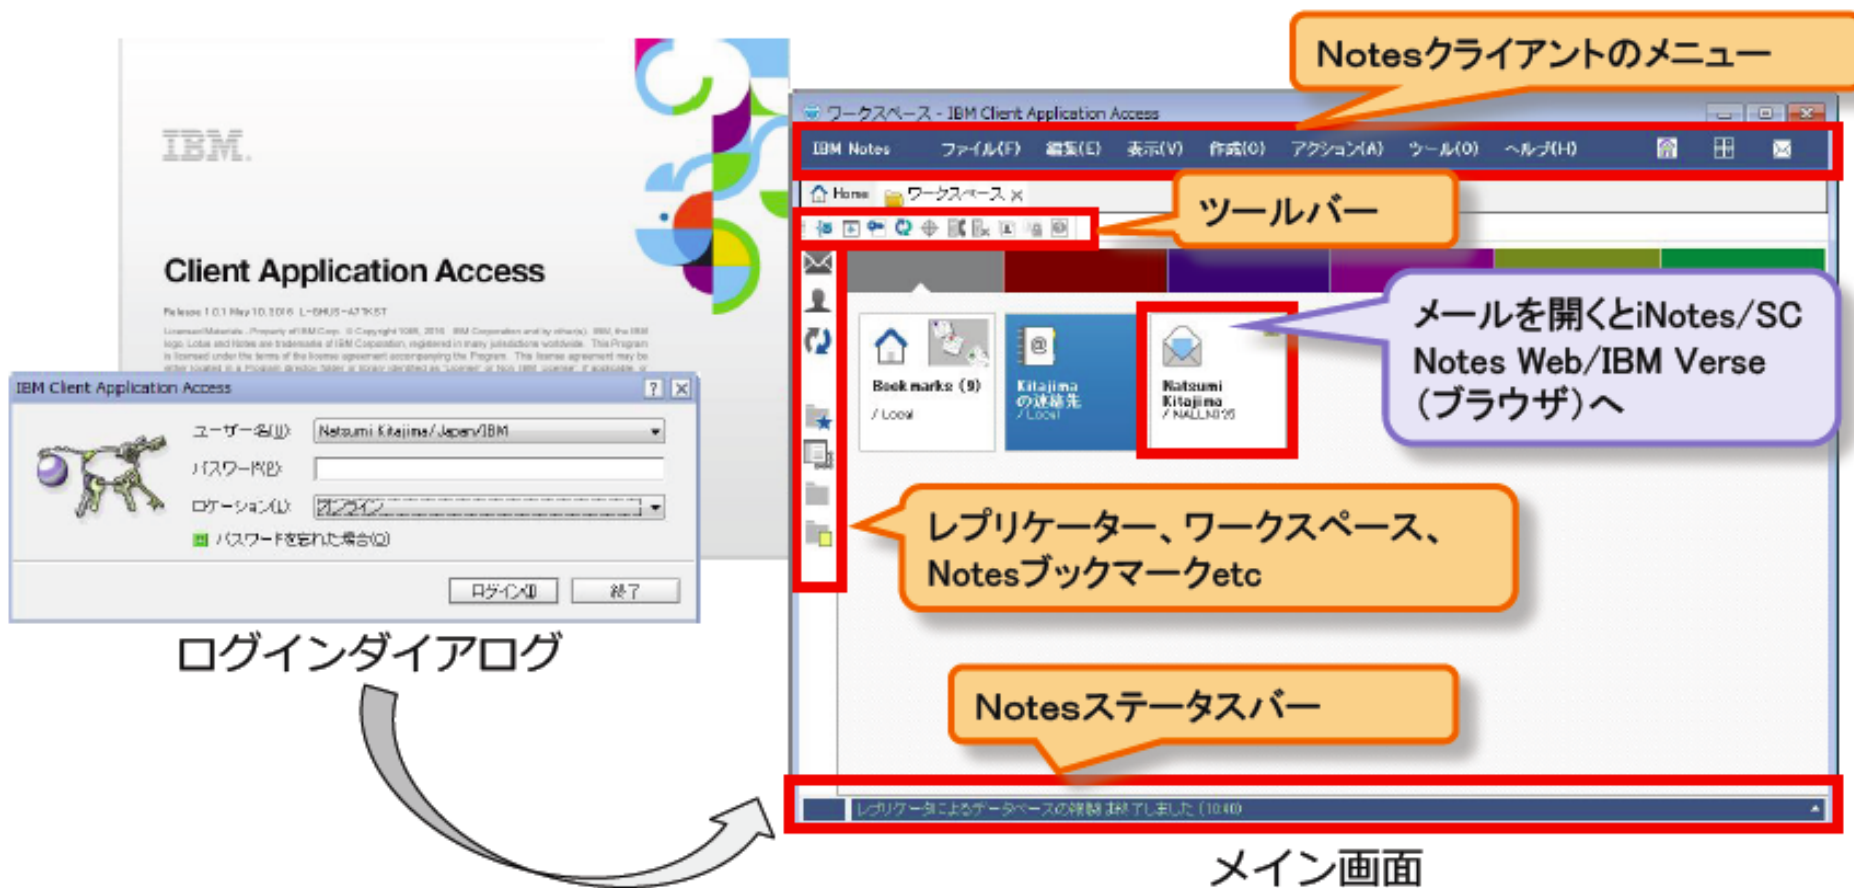 IBM.
Client Application Access
Release 1.0.1 May 10, 2016
IBM Client Application Access
ユーザー名(U):
Natsumi Kitajima/Japan/IBM
パスワード(P):
ロケーション(L):
オンライン
パスワードを忘れた場合(O)
ログイン(I)
終了
ログインダイアログ
Notesクライアントのメニュー
ワークスペース - IBM Client Application Access
IBM Notes ファイル(F) 編集(E) 表示(V) 作成(O) アクション(A) ツール(O) ヘルプ(H)
Home ワークスペース
ツールバー
メールを開くとiNotes/SC
Notes Web/IBM Verse
（ブラウザ）へ
Bookmarks (9)
/ Local
Kitajima
の連絡先
/ Local
Natsumi
Kitajima
レプリケーター、ワークスペース、
Notesブックマークetc
Notesステータスバー
レプリケータによるデータベースの複製は終了しました (10:40)
メイン画面